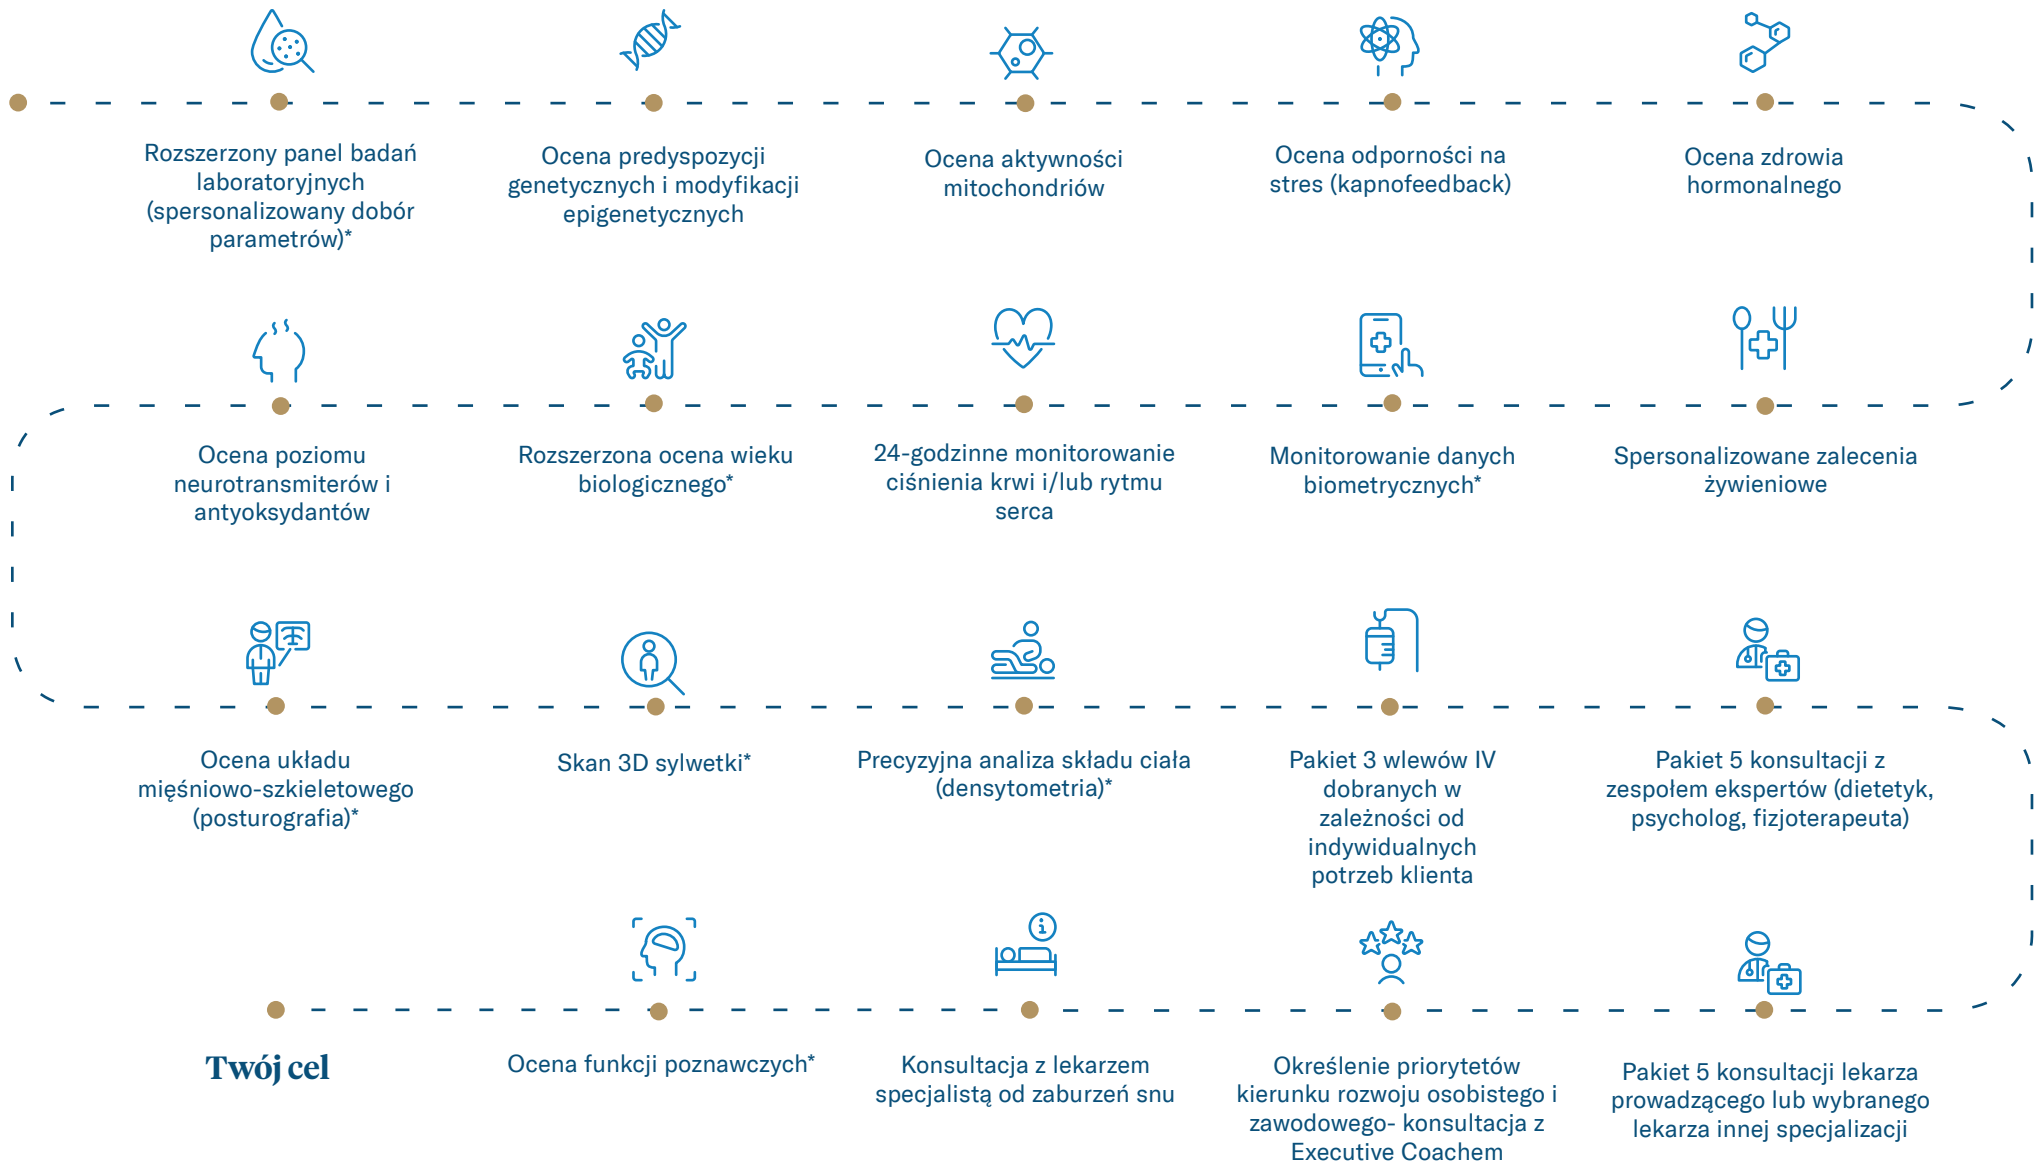 Rozszerzony panel badań
laboratoryjnych
(spersonalizowany dobór
parametrów)*
Ocena predyspozycji
genetycznych i modyfikacji
epigenetycznych
Ocena aktywności
mitochondriów
Ocena odporności na
stres (kapnofeedback)
Ocena zdrowia
hormonalnego
Ocena poziomu
neurotransmiterów i
antyoksydantów
Rozszerzona ocena wieku
biologicznego*
24-godzinne monitorowanie
ciśnienia krwi i/lub rytmu
serca
Monitorowanie danych
biometrycznych*
Spersonalizowane zalecenia
żywieniowe
Ocena układu
mięśniowo-szkieletowego
(posturografia)*
Skan 3D sylwetki*
Precyzyjna analiza składu ciała
(densytometria)*
Pakiet 3 wlewów IV
dobranych w
zależności od
indywidualnych
potrzeb klienta
Pakiet 5 konsultacji z
zespołem ekspertów (dietetyk,
psycholog, fizjoterapeuta)
Twój cel
Ocena funkcji poznawczych*
Konsultacja z lekarzem
specjalistą od zaburzeń snu
Określenie priorytetów
kierunku rozwoju osobistego i
zawodowego- konsultacja z
Executive Coachem
Pakiet 5 konsultacji lekarza
prowadzącego lub wybranego
lekarza innej specjalizacji